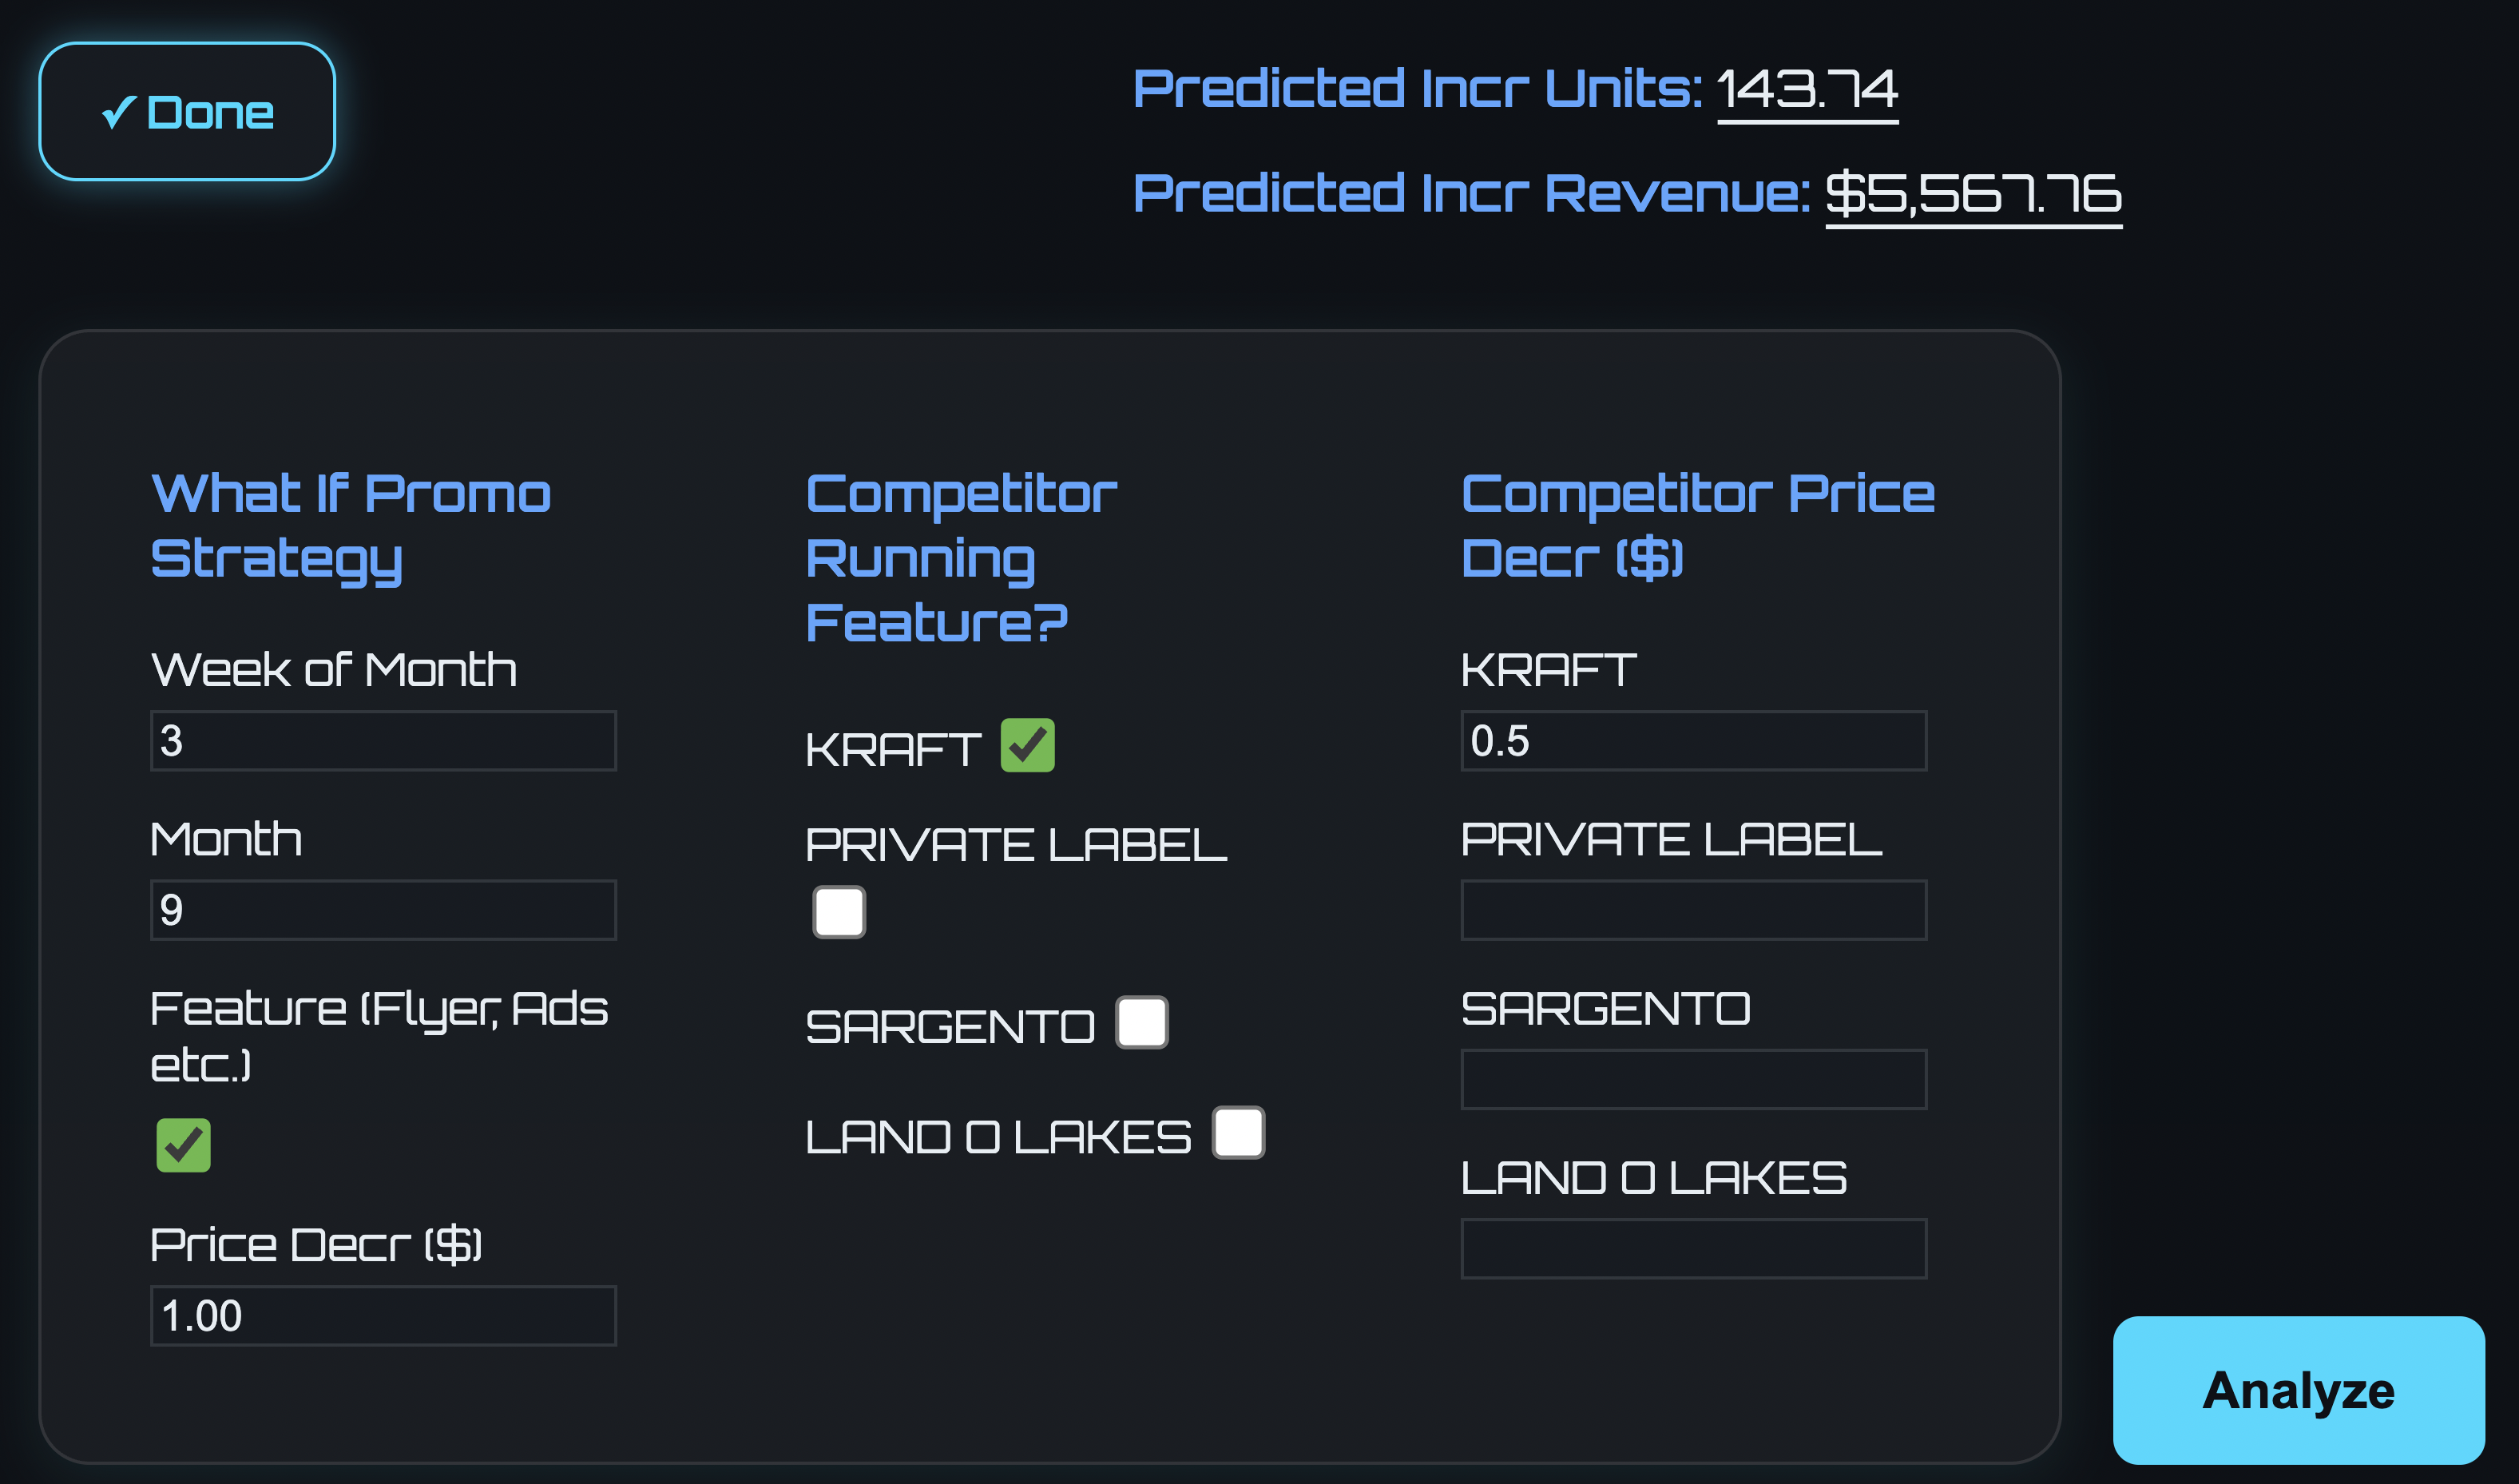 ✓ Done
Predicted Incr Units: 143.74
Predicted Incr Revenue: $5,567.76
What If Promo
Strategy
Week of Month
3
Month
9
Feature (Flyer, Ads
etc.)
Price Decr ($)
1.00
Competitor
Running
Feature?
KRAFT
PRIVATE LABEL
SARGENTO
LAND O LAKES
Competitor Price
Decr ($)
KRAFT
0.5
PRIVATE LABEL
SARGENTO
LAND O LAKES
Analyze